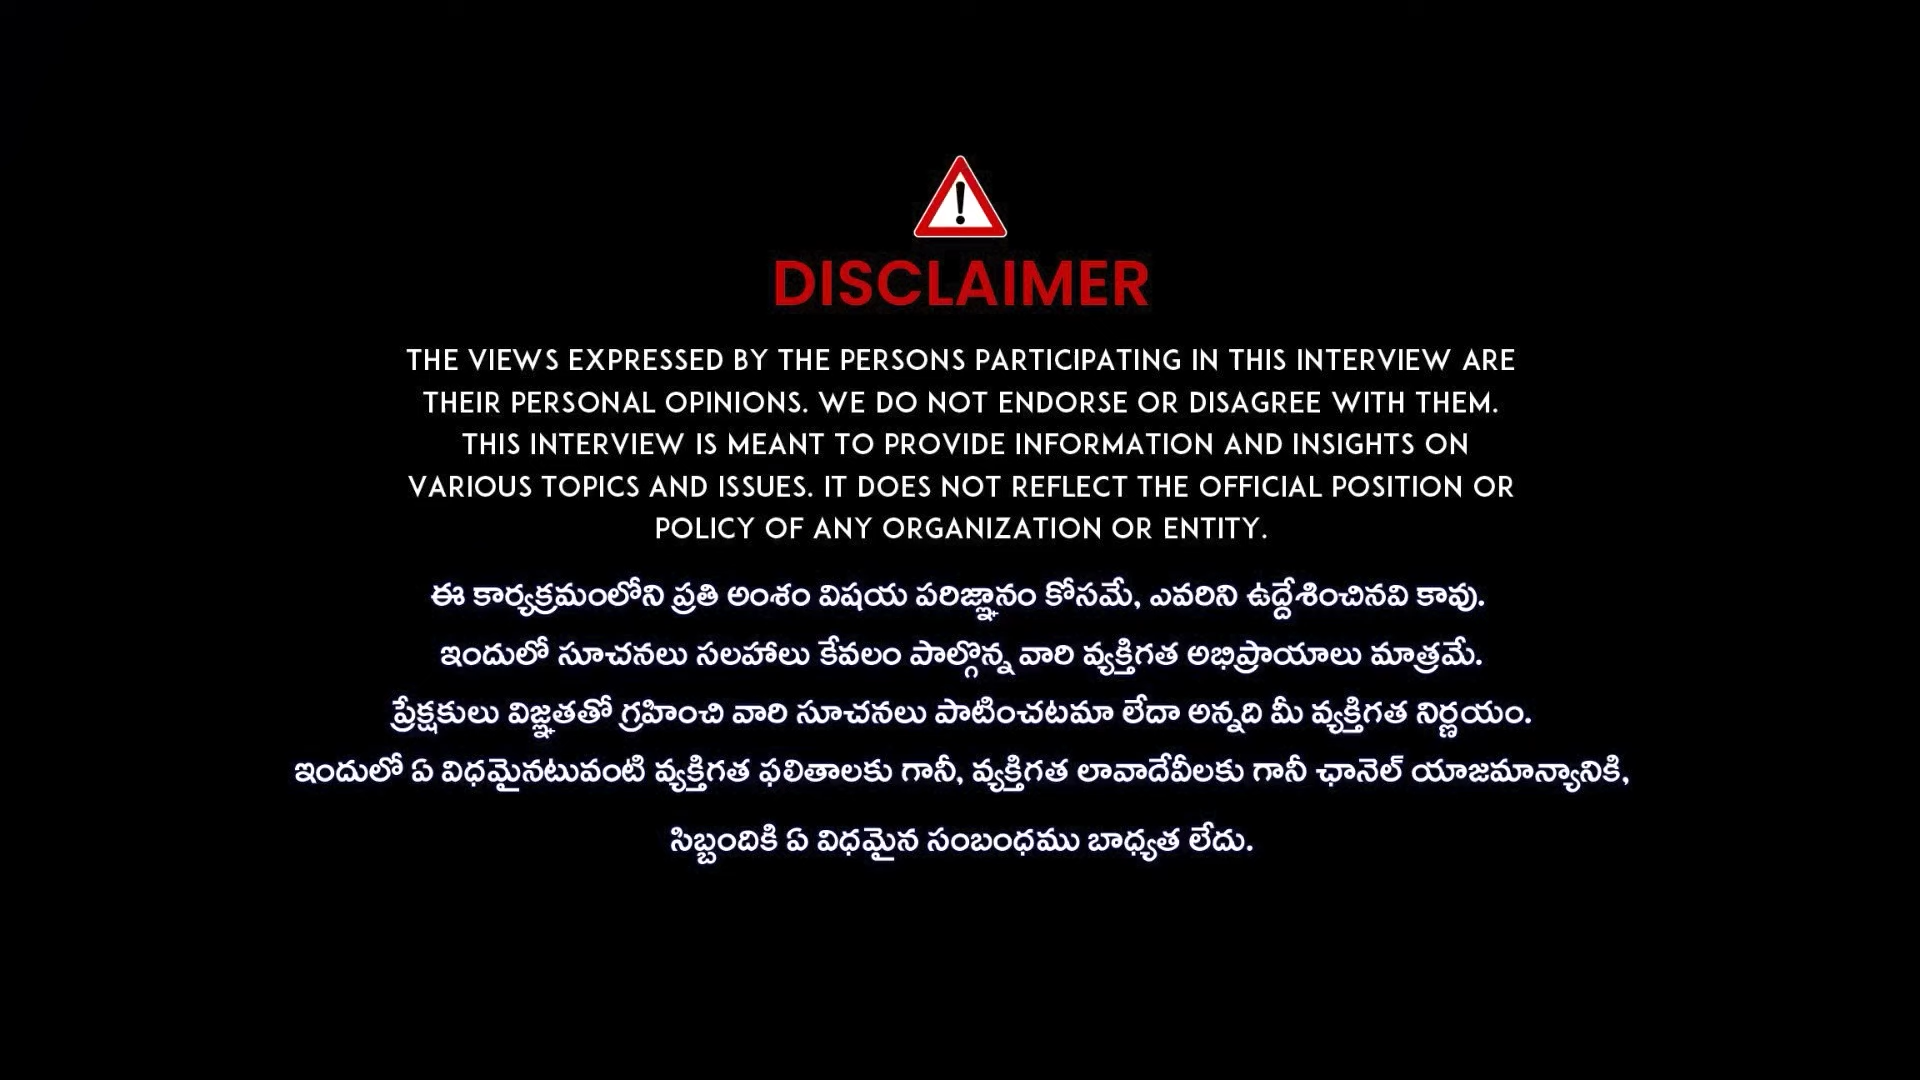 DISCLAIMER
THE VIEWS EXPRESSED BY THE PERSONS PARTICIPATING IN THIS INTERVIEW ARE
THEIR PERSONAL OPINIONS. WE DO NOT ENDORSE OR DISAGREE WITH THEM.
THIS INTERVIEW IS MEANT TO PROVIDE INFORMATION AND INSIGHTS ON
VARIOUS TOPICS AND ISSUES. IT DOES NOT REFLECT THE OFFICIAL POSITION OR
POLICY OF ANY ORGANIZATION OR ENTITY.
ఈ కార్యక్రమంలోని ప్రతి అంశం విషయ పరిజ్ఞానం కోసమే, ఎవరిని ఉద్దేశించినవి కావు.
ఇందులో సూచనలు సలహాలు కేవలం పాల్గొన్న వారి వ్యక్తిగత అభిప్రాయాలు మాత్రమే.
ప్రేక్షకులు విజ్ఞతతో గ్రహించి వారి సూచనలు పాటించటమా లేదా అన్నది మీ వ్యక్తిగత నిర్ణయం.
ఇందులో ఏ విధమైనటువంటి వ్యక్తిగత ఫలితాలకు గానీ, వ్యక్తిగత లావాదేవీలకు గానీ ఛానెల్ యాజమాన్యానికి,
సిబ్బందికి ఏ విధమైన సంబంధము బాధ్యత లేదు.